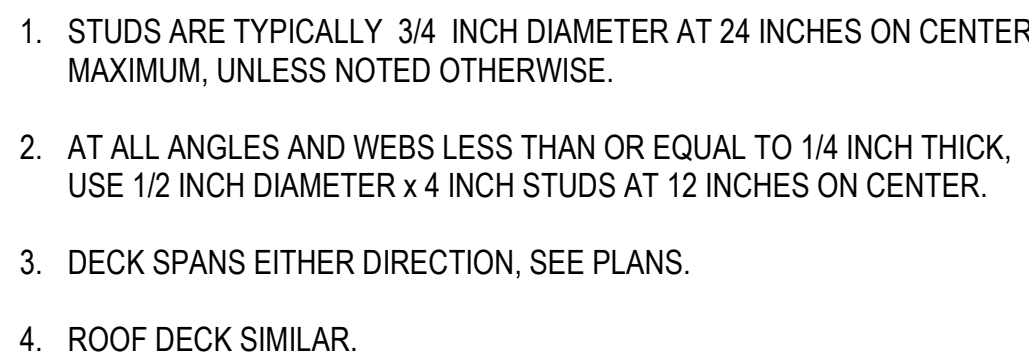 1. STUDS ARE TYPICALLY 3/4 INCH DIAMETER AT 24 INCHES ON CENTER
MAXIMUM, UNLESS NOTED OTHERWISE.
2. AT ALL ANGLES AND WEBS LESS THAN OR EQUAL TO 1/4 INCH THICK,
USE 1/2 INCH DIAMETER x 4 INCH STUDS AT 12 INCHES ON CENTER.
3. DECK SPANS EITHER DIRECTION, SEE PLANS.
4. ROOF DECK SIMILAR.